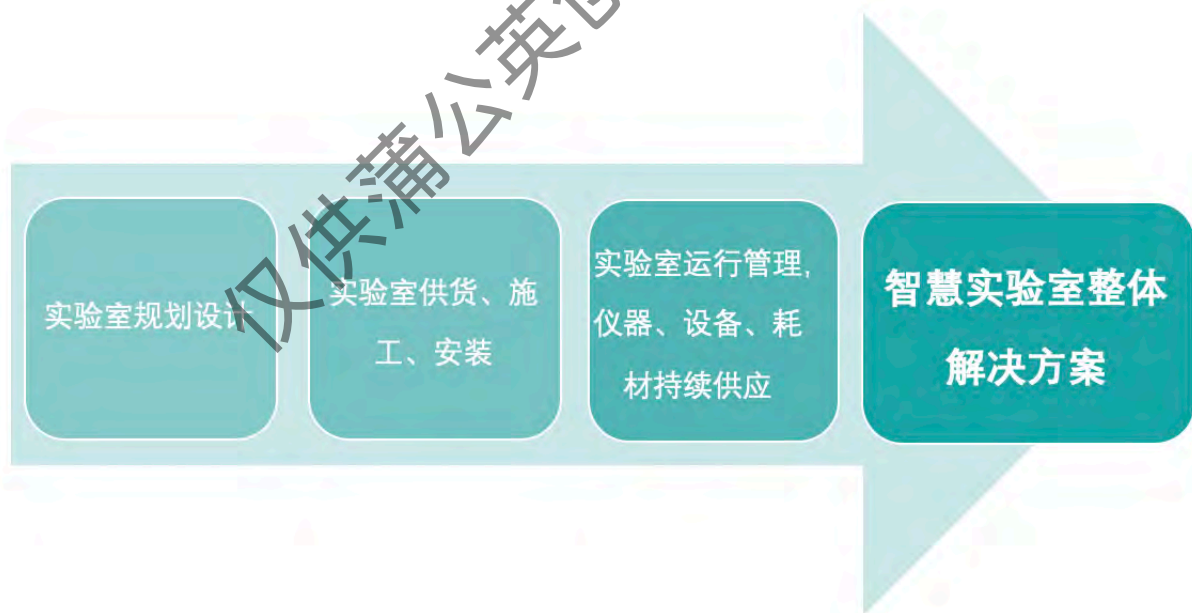 仅供蒲公英
实验室规划设计
实验室供货、施
工、安装
实验室运行管理,
仪器、设备、耗
材持续供应
智慧实验室整体
解决方案